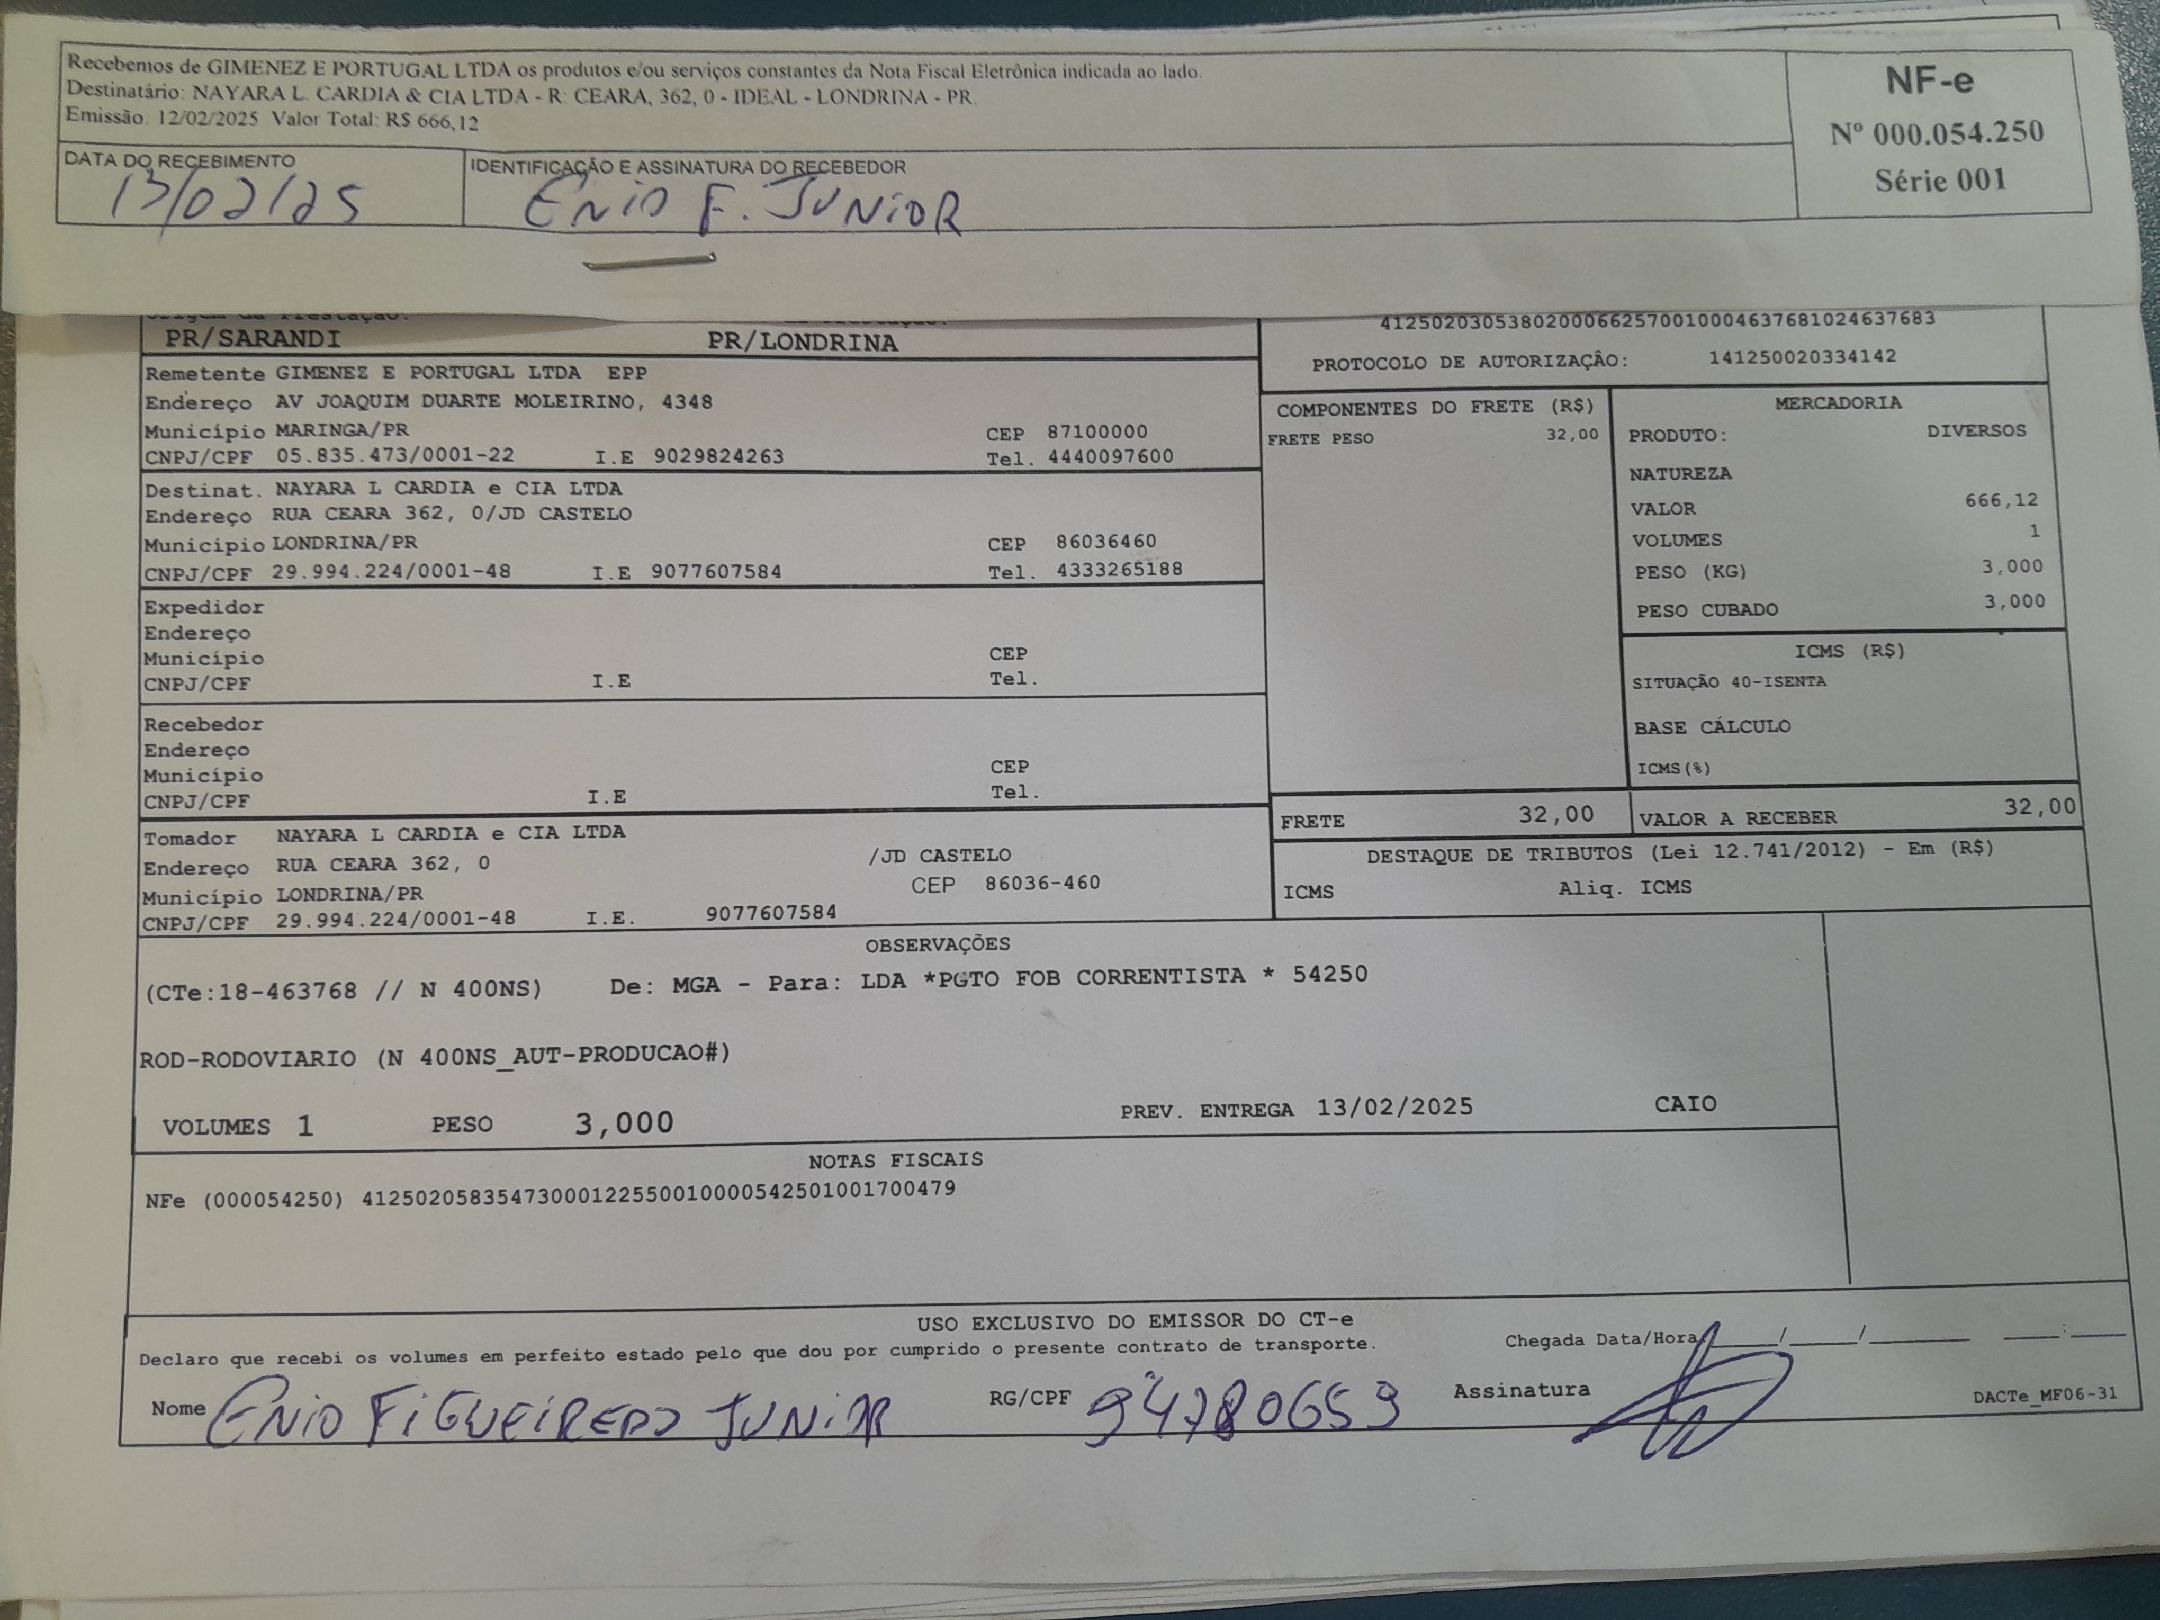 Recebemos de GIMENEZ E PORTUGAL LTDA os produtos e/ou serviços constantes da Nota Fiscal Eletrônica indicada ao lado.
Destinatário: NAYARA L. CARDIA & CIA LTDA - R: CEARA, 362, 0 - IDEAL - LONDRINA - PR.
Emissão: 12/02/2025 Valor Total: R$ 666,12
NF-e
Nº 000.054.250
Série 001
DATA DO RECEBIMENTO
13/02/25
IDENTIFICAÇÃO E ASSINATURA DO RECEBEDOR
ENIO F. JUNIOR
PR/SARANDI PR/LONDRINA
41250203053802000662570010004637681024637683
PROTOCOLO DE AUTORIZAÇÂO: 141250020334142
Remetente GIMENEZ E PORTUGAL LTDA EPP
Endereço AV JOAQUIM DUARTE MOLEIRINO, 4348
Município MARINGA/PR CEP 87100000
CNPJ/CPF 05.835.473/0001-22 I.E 9029824263 Tel. 4440097600
Destinat. NAYARA L CARDIA e CIA LTDA
Endereço RUA CEARA 362, 0/JD CASTELO
Município LONDRINA/PR CEP 86036460
CNPJ/CPF 29.994.224/0001-48 I.E 9077607584 Tel. 4333265188
Expedidor
Endereço
Município CEP
CNPJ/CPF I.E Tel.
Recebedor
Endereço
Município CEP
CNPJ/CPF I.E Tel.
Tomador NAYARA L CARDIA e CIA LTDA
Endereço RUA CEARA 362, 0 /JD CASTELO
Município LONDRINA/PR CEP 86036-460
CNPJ/CPF 29.994.224/0001-48 I.E. 9077607584
COMPONENTES DO FRETE (R$)
FRETE PESO 32,00
MERCADORIA
PRODUTO: DIVERSOS
NATUREZA
VALOR 666,12
VOLUMES 1
PESO (KG) 3,000
PESO CUBADO 3,000
ICMS (R$)
SITUAÇÃO 40-ISENTA
BASE CÁLCULO
ICMS(%)
FRETE 32,00 VALOR A RECEBER 32,00
DESTAQUE DE TRIBUTOS (Lei 12.741/2012) - Em (R$)
ICMS Aliq. ICMS
OBSERVAÇÕES
(CTe:18-463768 // N 400NS) De: MGA - Para: LDA *PGTO FOB CORRENTISTA * 54250
ROD-RODOVIARIO (N 400NS_AUT-PRODUCAO#)
VOLUMES 1 PESO 3,000 PREV. ENTREGA 13/02/2025 CAIO
NOTAS FISCAIS
NFe (000054250) 41250205835473000122550010000542501001700479
USO EXCLUSIVO DO EMISSOR DO CT-e
Declaro que recebi os volumes em perfeito estado pelo que dou por cumprido o presente contrato de transporte. Chegada Data/Hora ____/____/______ ___:___
Nome ENIO FIGUEIREDO JUNIOR RG/CPF 94780659 Assinatura
DACTe_MF06-31